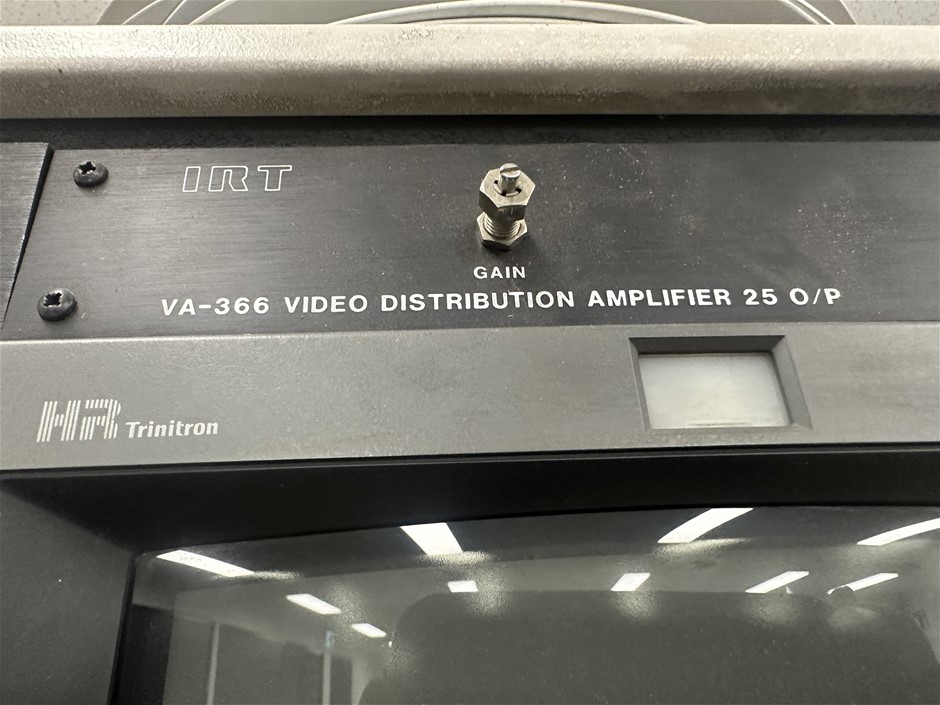 IRT
GAIN
VA-366 VIDEO DISTRIBUTION AMPLIFIER 25 O/P
HR Trinitron